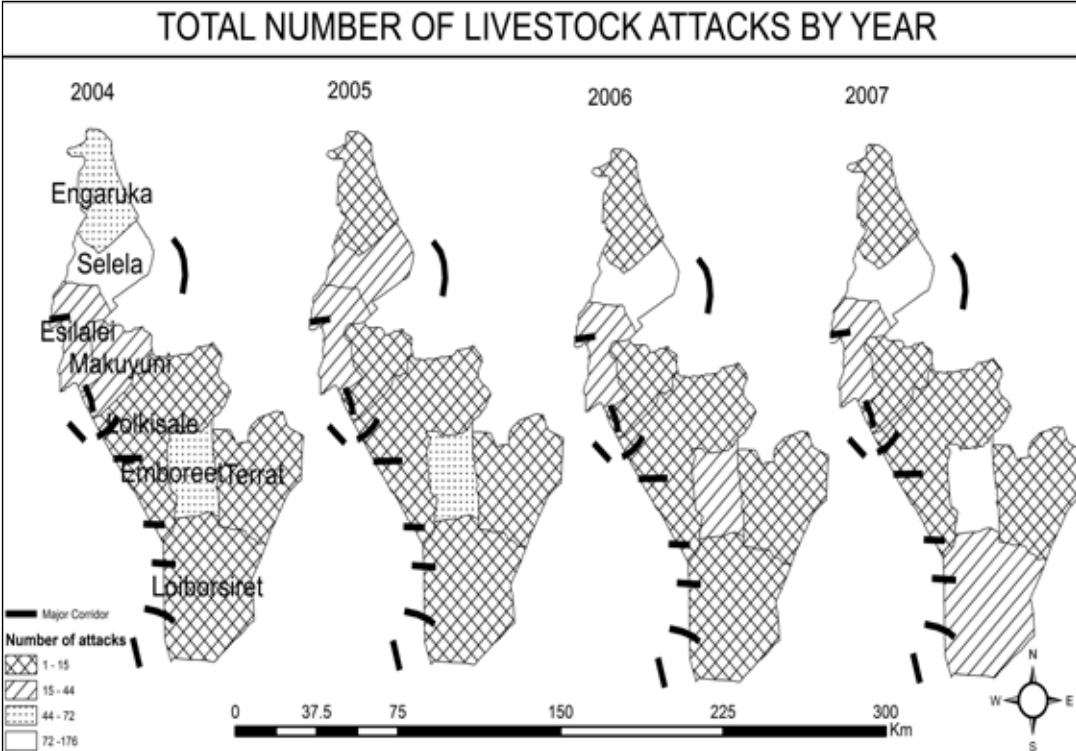 TOTAL NUMBER OF LIVESTOCK ATTACKS BY YEAR
2004
2005
2006
2007
Engaruka
Selela
Esilalei
Makuyuni
Lolkisale
Emboreet
Terrat
Loiborsiret
Major Corridor
Number of attacks
1 - 15
15 - 44
44 - 72
72 -176
0 37.5 75 150 225 300
Km
N
W E
S